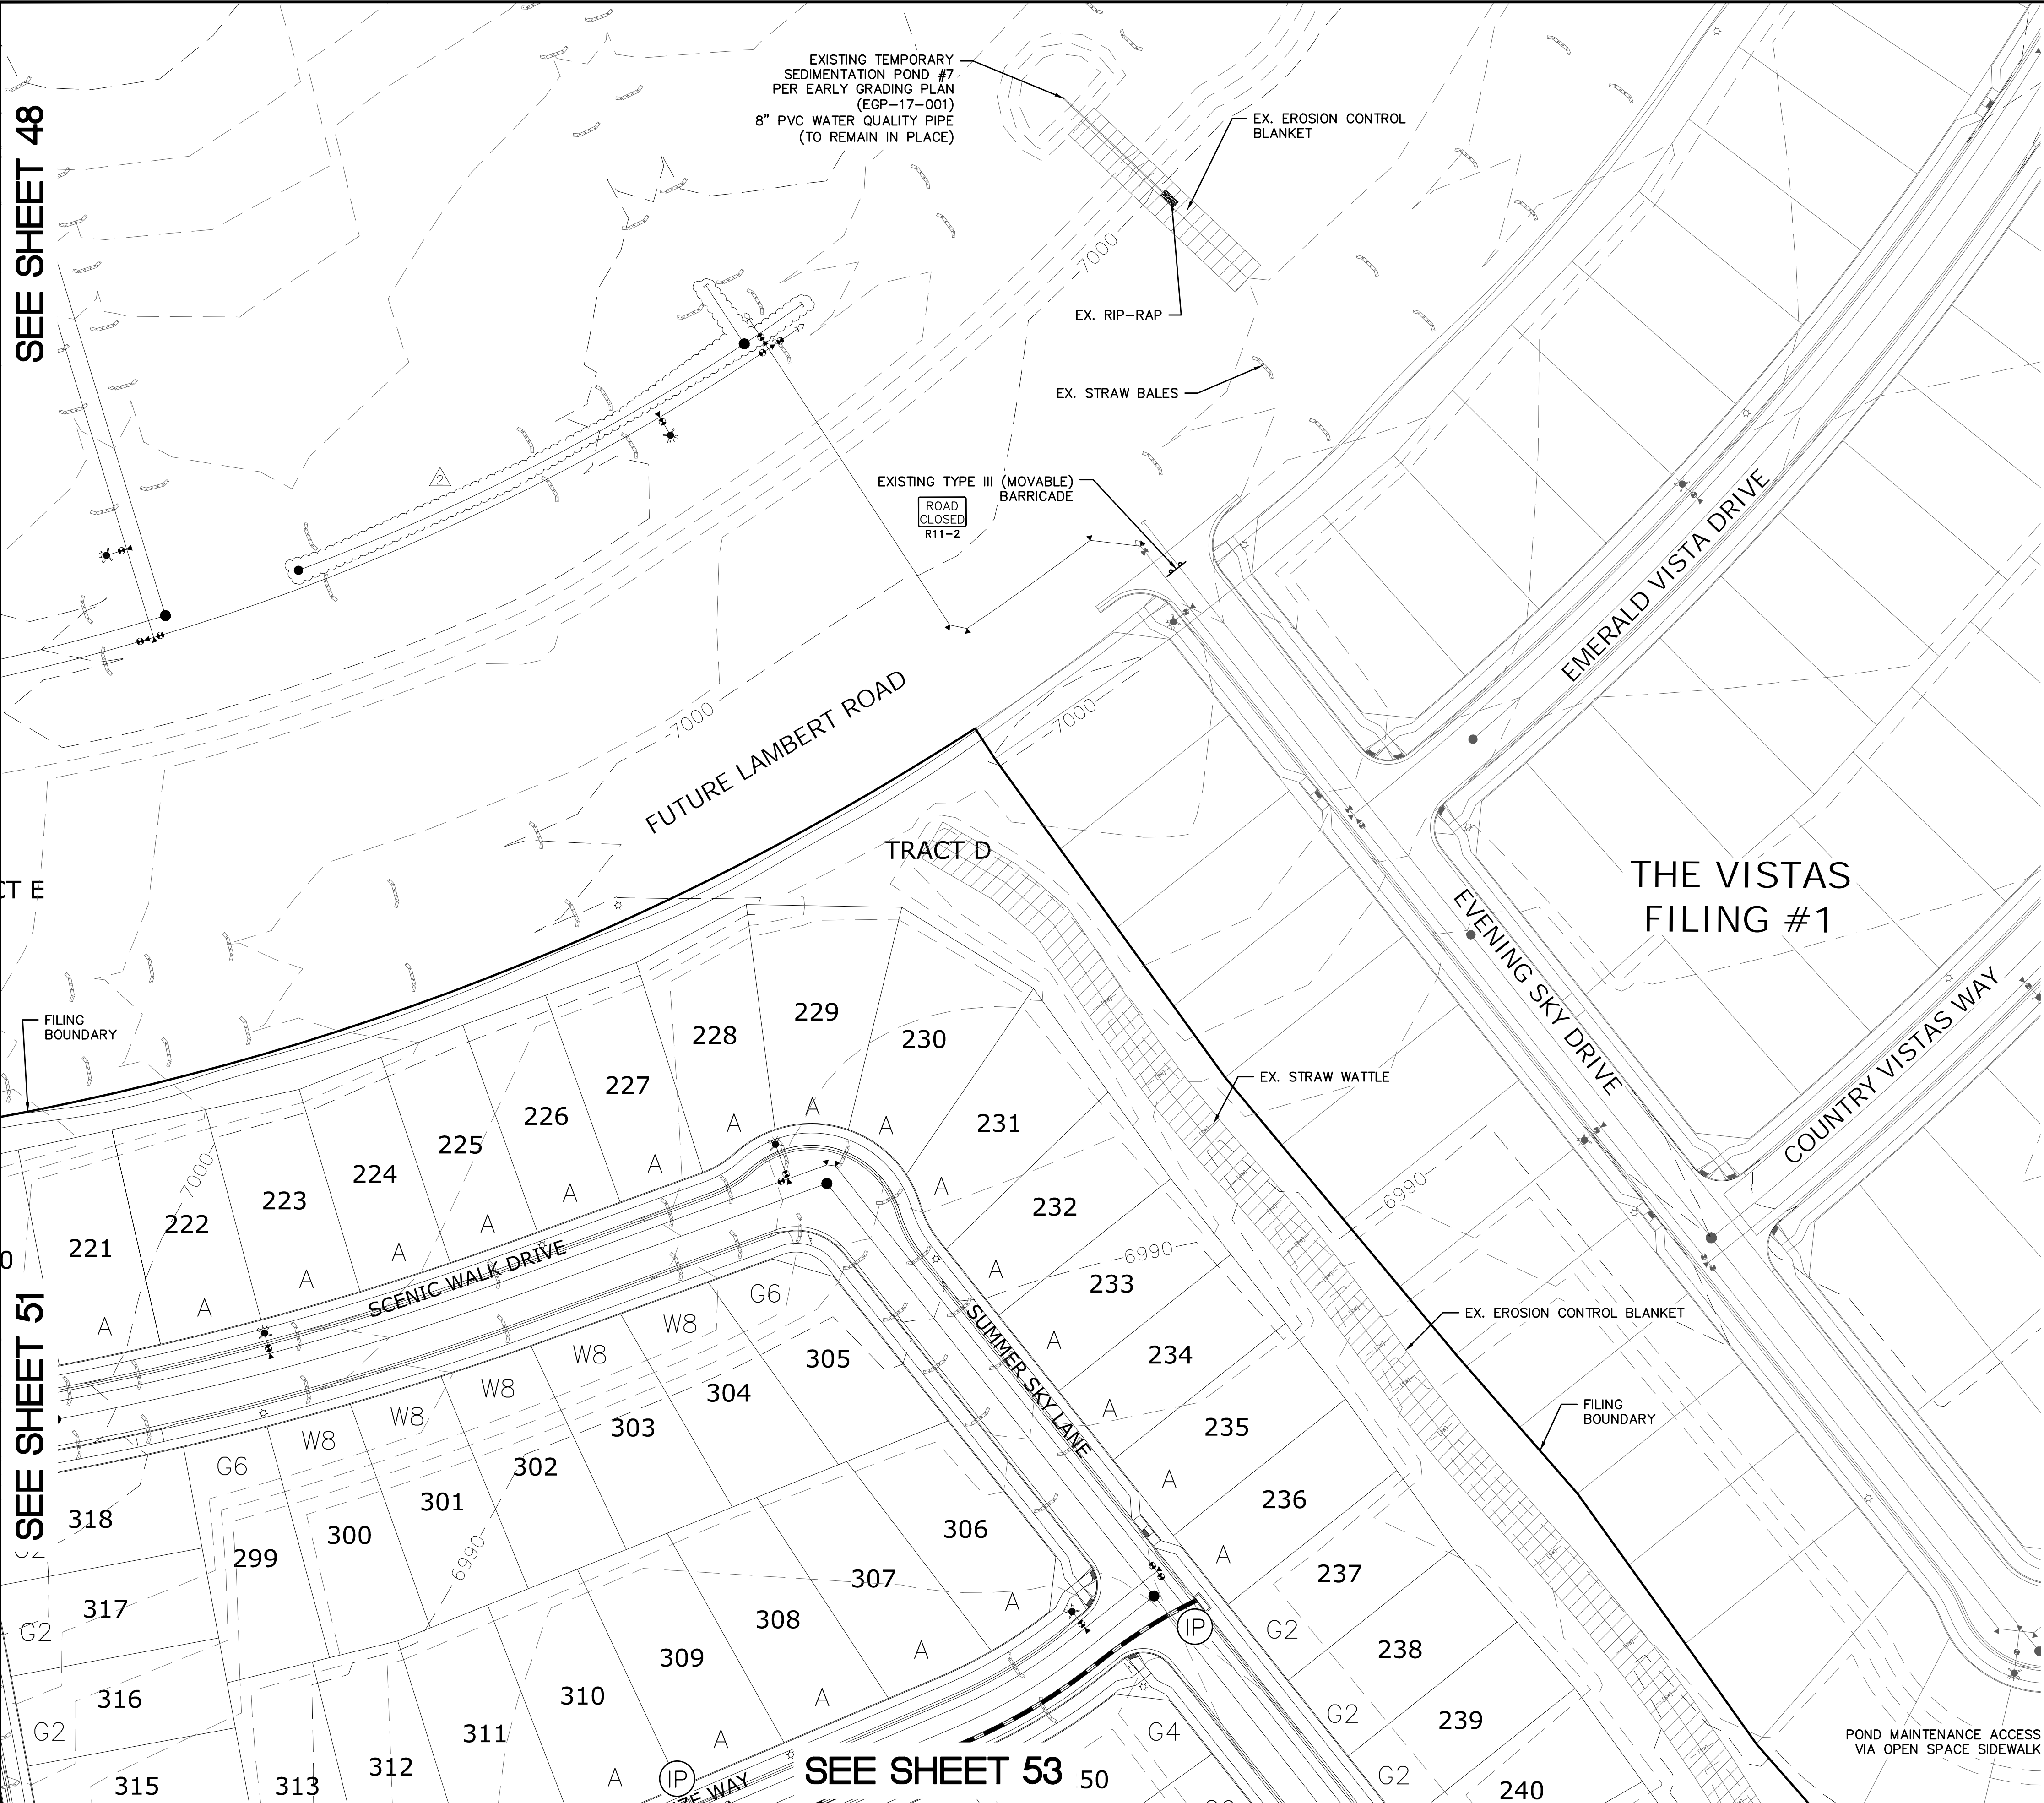 SEE SHEET 48
EXISTING TEMPORARY
SEDIMENTATION POND #7
PER EARLY GRADING PLAN
(EGP-17-001)
8" PVC WATER QUALITY PIPE
(TO REMAIN IN PLACE)
EX. EROSION CONTROL
BLANKET
7000
EX. RIP-RAP
EX. STRAW BALES
2
EXISTING TYPE III (MOVABLE)
BARRICADE
ROAD
CLOSED
R11-2
EMERALD VISTA DRIVE
FUTURE LAMBERT ROAD
7000
7000
TRACT D
THE VISTAS
FILING #1
CT E
EVENING SKY DRIVE
COUNTRY VISTAS WAY
FILING
BOUNDARY
229
228
230
227
EX. STRAW WATTLE
226
225
A
A
A
231
224
A
7000
223
A
A
232
6990
222
A
221
A
6990
233
0
A
A
A
A
SCENIC WALK DRIVE
SUMMER SKY LANE
G6
W8
EX. EROSION CONTROL BLANKET
A
234
W8
305
W8
304
A
FILING
BOUNDARY
W8
303
235
W8
G6
302
A
SEE SHEET 51
301
236
318
300
306
6990
299
A
237
307
317
A
308
G2
G2
IP
238
309
A
310
316
A
G2
239
G2
311
A
G4
POND MAINTENANCE ACCESS
VIA OPEN SPACE SIDEWALK
312
SEE SHEET 53
50
A
IP
WAY
G2
315
313
240